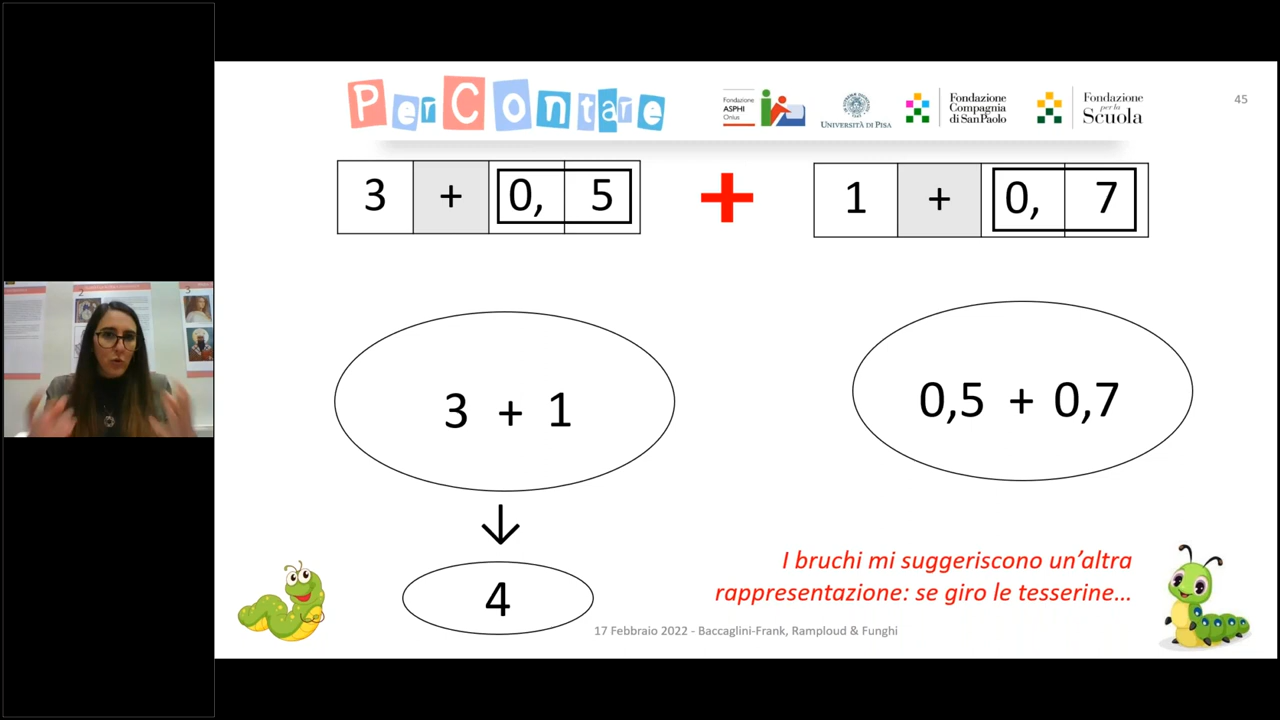 PerContare
Fondazione
ASPHI
Onlus
UNIVERSITÀ DI PISA
Fondazione
Compagnia
di San Paolo
Fondazione
per la
Scuola
45
3 + 0, 5 + 1 + 0, 7
3 + 1
0,5 + 0,7
4
I bruchi mi suggeriscono un'altra
rappresentazione: se giro le tesserine...
17 Febbraio 2022 - Baccaglini-Frank, Ramploud & Funghi
2
3